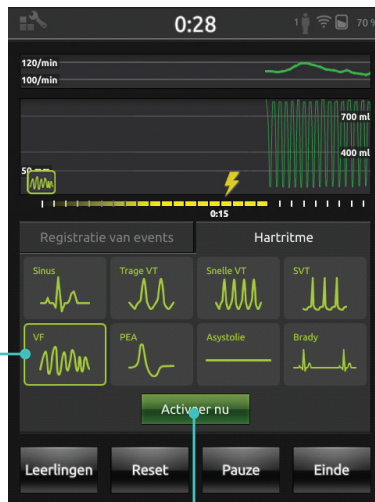 0:28 1 70 %
120/min
100/min
700 ml
400 ml
0:15
Registratie van events Hartritme
Sinus Trage VT Snelle VT SVT
VF PEA Asystolie Brady
Activeer nu
Leerlingen Reset Pauze Einde